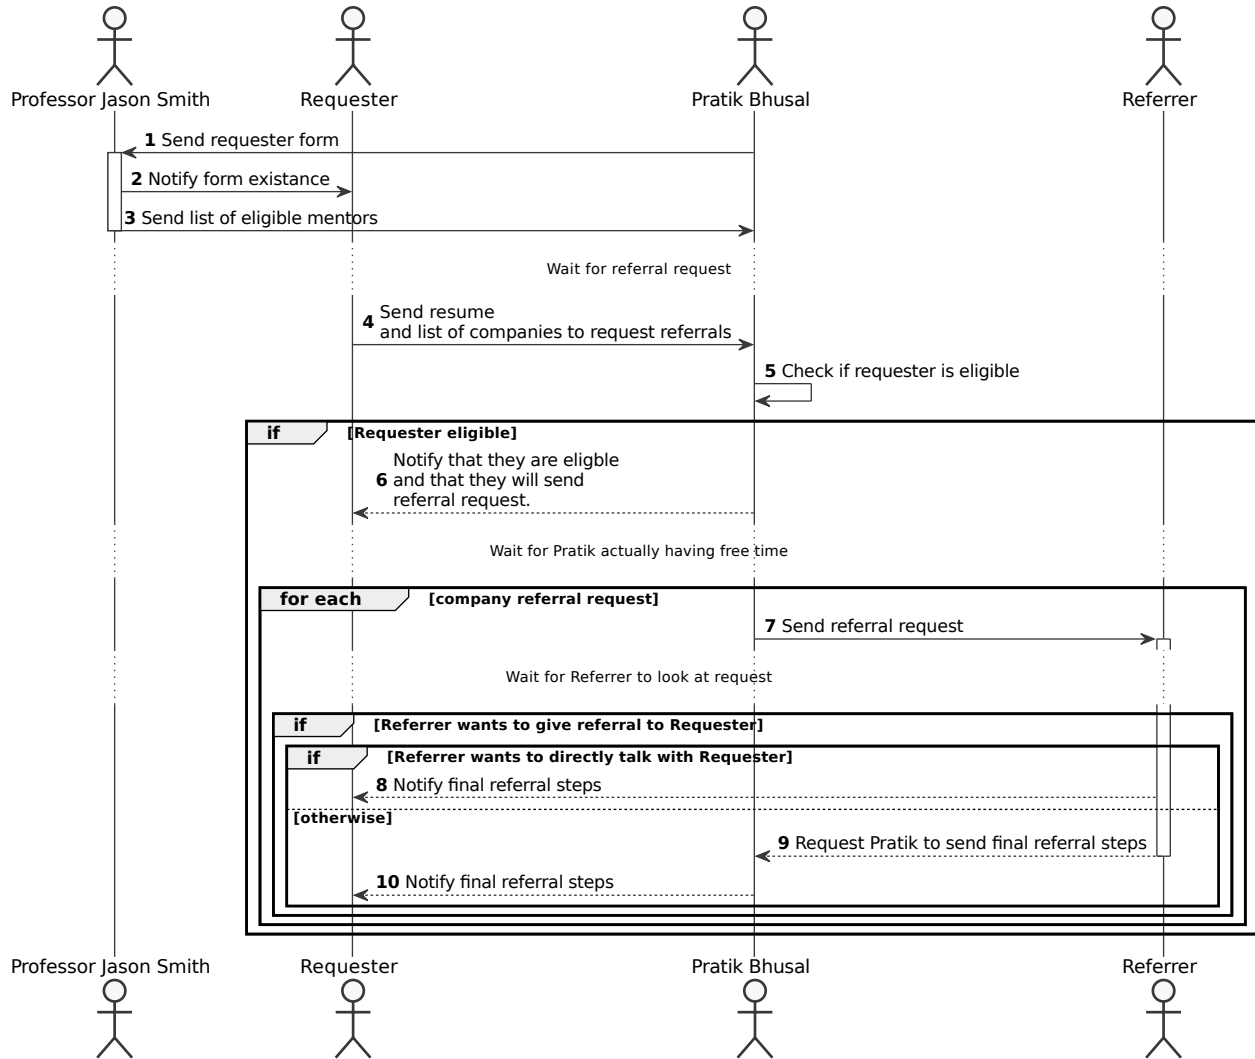 Professor Jason Smith
Requester
Pratik Bhusal
Referrer
1 Send requester form
2 Notify form existance
3 Send list of eligible mentors
Wait for referral request
4 Send resume
and list of companies to request referrals
5 Check if requester is eligible
if [Requester eligible]
Notify that they are eligble
6 and that they will send
referral request.
Wait for Pratik actually having free time
for each [company referral request]
7 Send referral request
Wait for Referrer to look at request
if [Referrer wants to give referral to Requester]
if [Referrer wants to directly talk with Requester]
8 Notify final referral steps
[otherwise]
9 Request Pratik to send final referral steps
10 Notify final referral steps
Professor Jason Smith
Requester
Pratik Bhusal
Referrer